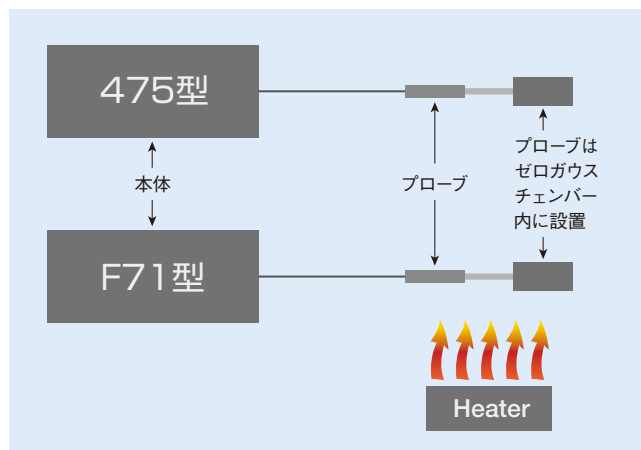 475型
本体
プローブ
プローブは
ゼロガウス
チェンバー
内に設置
F71型
Heater